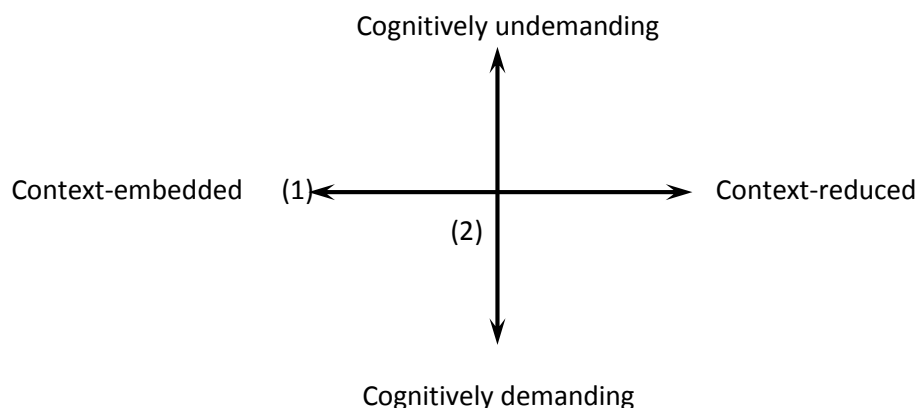 Cognitively undemanding
Context-embedded (1) Context-reduced
(2)
Cognitively demanding